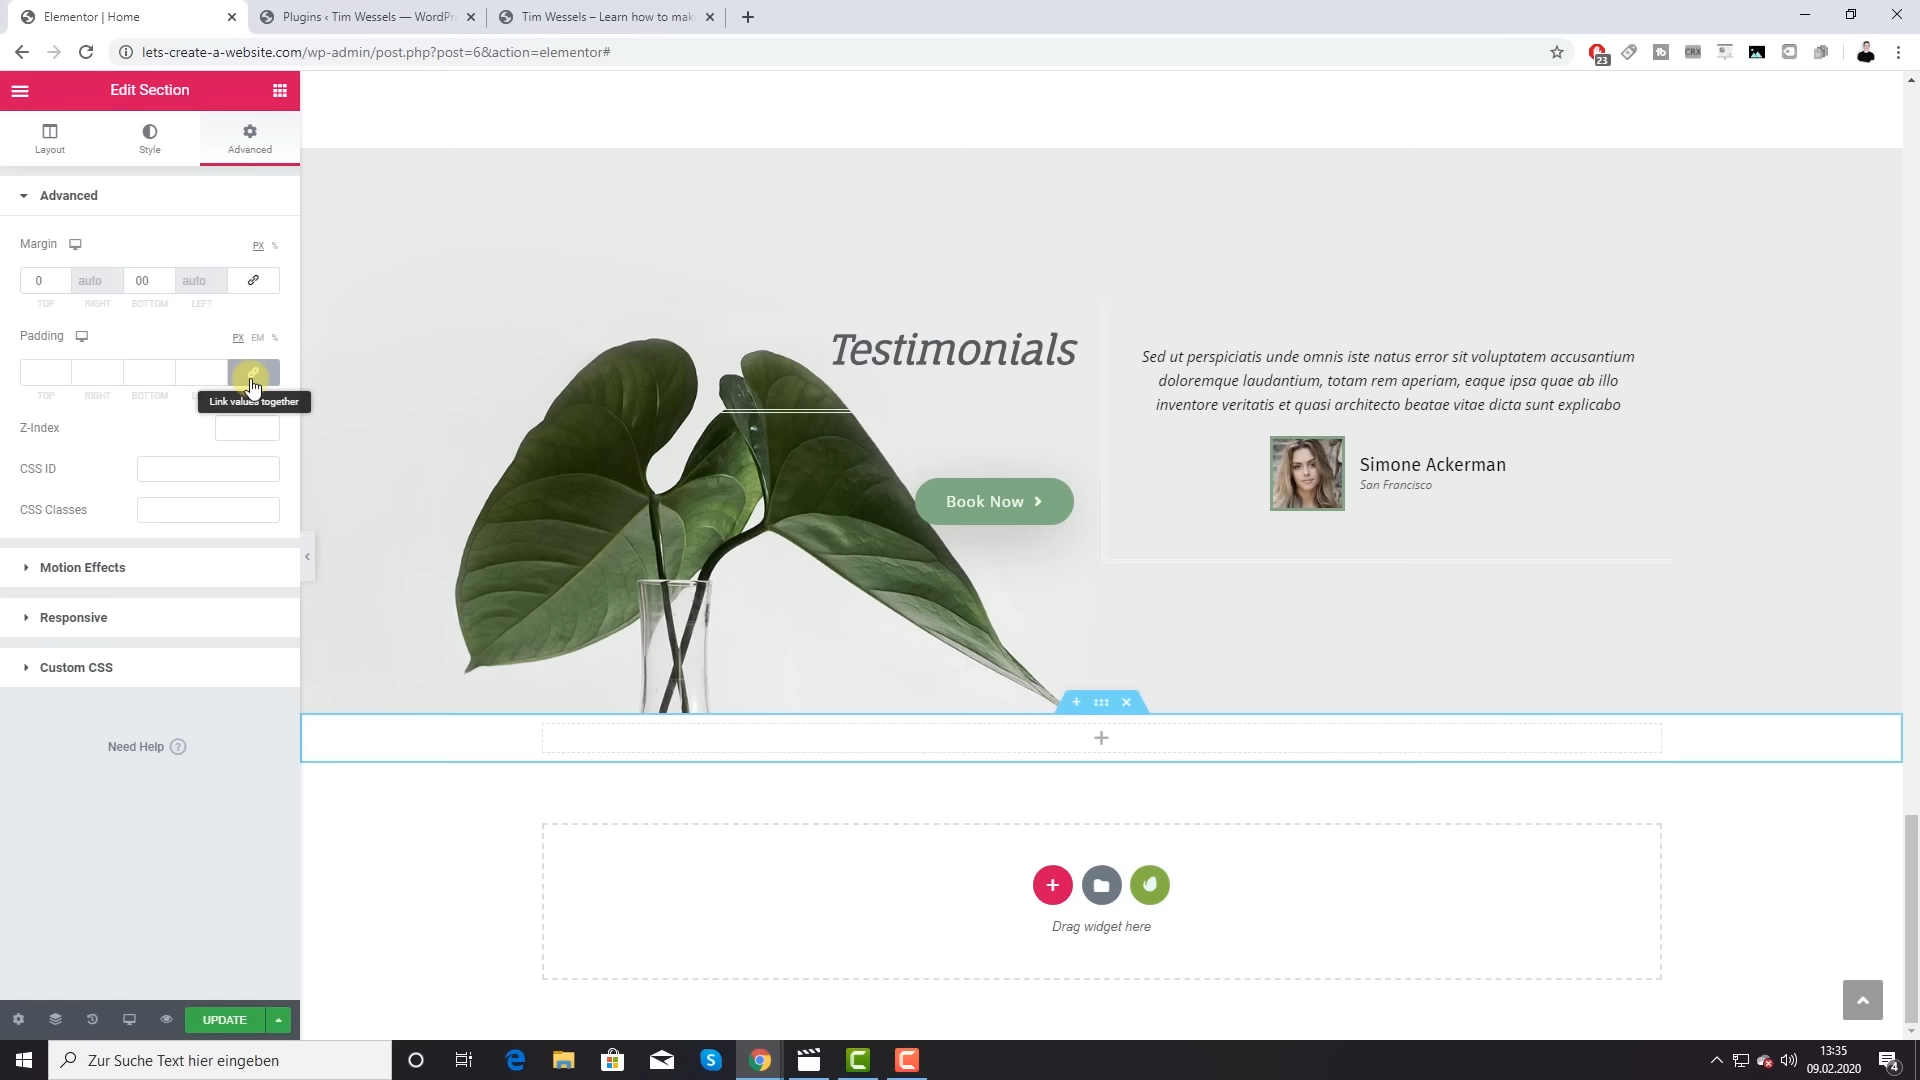 Elementor | Home
Plugins ‹ Tim Wessels — WordPr
Tim Wessels – Learn how to mak
lets-create-a-website.com/wp-admin/post.php?post=6&action=elementor#
23
CRX
Edit Section
Layout
Style
Advanced
Advanced
Margin
PX %
0 auto 00 auto
TOP RIGHT BOTTOM LEFT
Padding
PX EM %
TOP RIGHT BOTTOM
Link values together
Z-Index
CSS ID
CSS Classes
Motion Effects
Responsive
Custom CSS
Need Help ?
UPDATE
Testimonials
Book Now
Sed ut perspiciatis unde omnis iste natus error sit voluptatem accusantium
doloremque laudantium, totam rem aperiam, eaque ipsa quae ab illo
inventore veritatis et quasi architecto beatae vitae dicta sunt explicabo
Simone Ackerman
San Francisco
Drag widget here
Zur Suche Text hier eingeben
13:35
09.02.2020
4